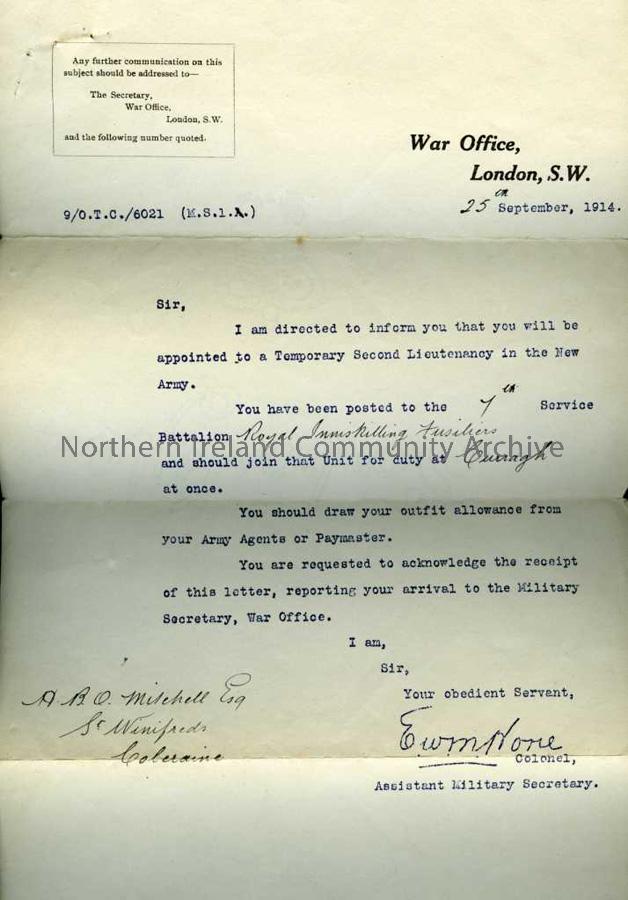 Any further communication on this
subject should be addressed to—
The Secretary,
War Office,
London, S.W.
and the following number quoted.
War Office,
London, S.W.
25th September, 1914.
9/O.T.C./6021 (M.S.1.A.)
Sir,
I am directed to inform you that you will be
appointed to a Temporary Second Lieutenancy in the New
Army.
You have been posted to the 7th Service
Battalion Royal Inniskilling Fusiliers
Northern Ireland Community Archive
and should join that Unit for duty at Curragh
at once.
You should draw your outfit allowance from
your Army Agents or Paymaster.
You are requested to acknowledge the receipt
of this letter, reporting your arrival to the Military
Secretary, War Office.
I am,
Sir,
Your obedient Servant,
A. B. O. Mitchell Esq
St Winifreds
Coleraine
Colonel,
Assistant Military Secretary.